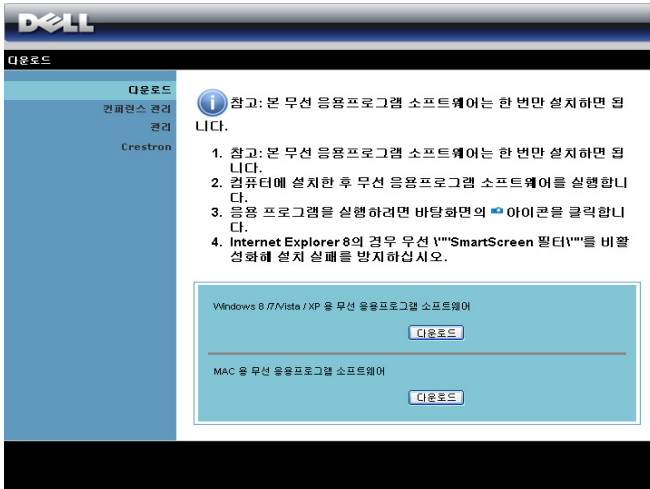 DELL
다운로드
다운로드
컨퍼런스 관리
관리
Crestron
참고: 본 무선 응용프로그램 소프트웨어는 한 번만 설치하면 됩
니다.
1. 참고: 본 무선 응용프로그램 소프트웨어는 한 번만 설치하면 됩
니다.
2. 컴퓨터에 설치한 후 무선 응용프로그램 소프트웨어를 실행합니
다.
3. 응용 프로그램을 실행하려면 바탕화면의 아이콘을 클릭합니
다.
4. Internet Explorer 8의 경우 무선 \""'SmartScreen 필터\""'를 비활
성화해 설치 실패를 방지하십시오.
Windows 8 /7/Vista / XP 용 무선 응용프로그램 소프트웨어
다운로드
MAC 용 무선 응용프로그램 소프트웨어
다운로드